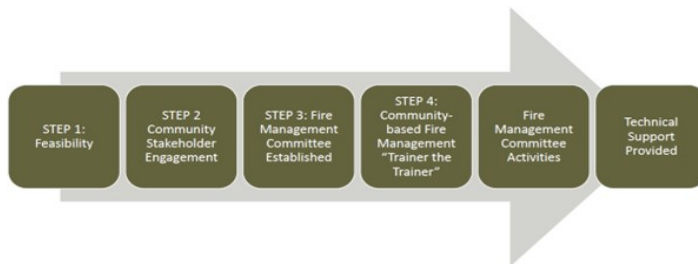 STEP 1:
Feasibility
STEP 2
Community
Stakeholder
Engagement
STEP 3: Fire
Management
Committee
Established
STEP 4:
Community-
based Fire
Management
"Trainer the
Trainer"
Fire
Management
Committee
Activities
Technical
Support
Provided